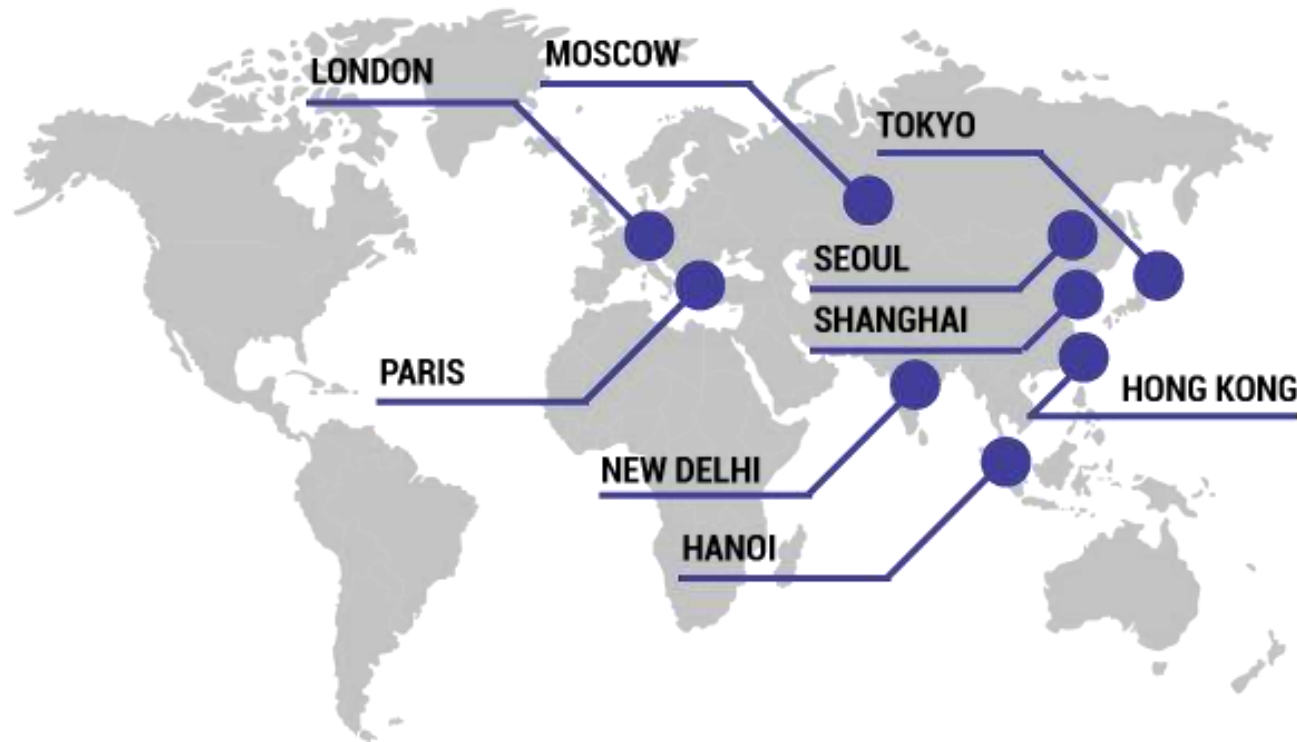 MOSCOW
LONDON
TOKYO
SEOUL
SHANGHAI
PARIS
HONG KONG
NEW DELHI
HANOI